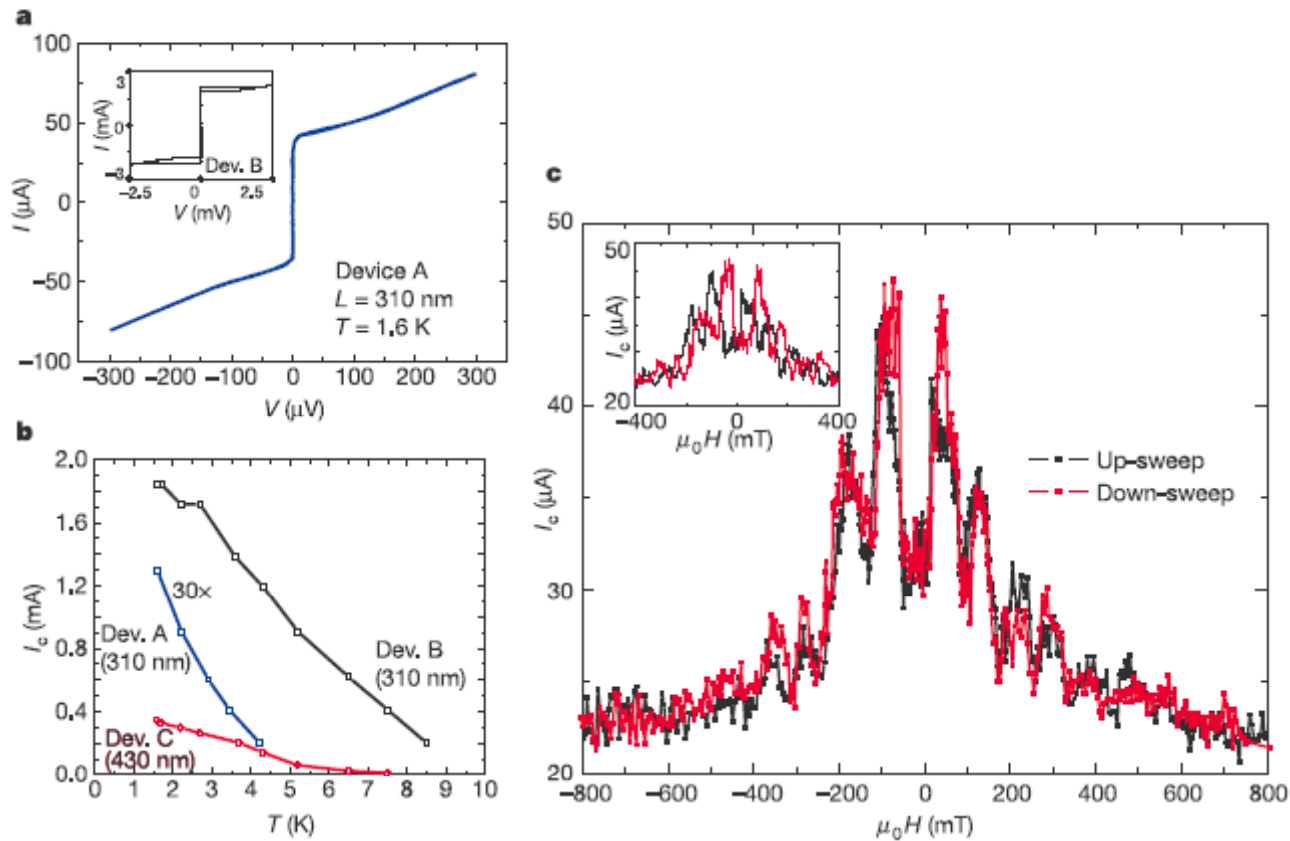 a
100
50
0
−50
−100
I (μA)
−300
−200
−100
0
100
200
300
V (μV)
3
0
−3
I (mA)
Dev. B
−2.5
0
2.5
V (mV)
Device A
L = 310 nm
T = 1.6 K
b
2.0
1.6
1.2
0.8
0.4
0.0
I_c (mA)
30×
Dev. A
(310 nm)
Dev. B
(310 nm)
Dev. C
(430 nm)
0 1 2 3 4 5 6 7 8 9 10
T (K)
c
50
40
30
20
I_c (μA)
50
20
I_c (μA)
−400
0
400
μ₀H (mT)
Up–sweep
Down–sweep
−800 −600 −400 −200 0 200 400 600 800
μ₀H (mT)